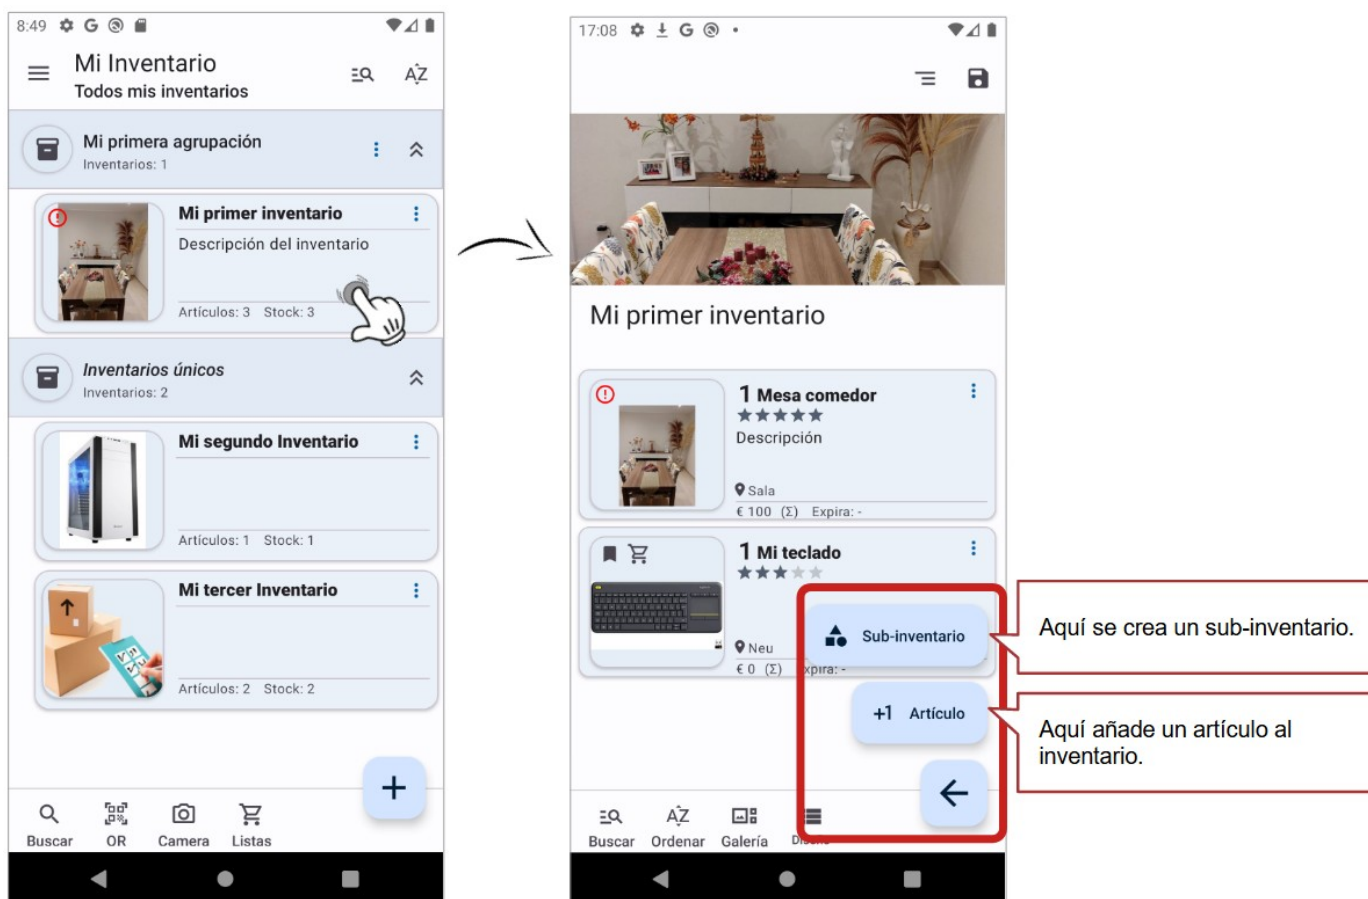 8:49
Mi Inventario
Todos mis inventarios
AZ
Mi primera agrupación
Inventarios: 1
Mi primer inventario
Descripción del inventario
Artículos: 3 Stock: 3
Inventarios únicos
Inventarios: 2
Mi segundo Inventario
Artículos: 1 Stock: 1
Mi tercer Inventario
Artículos: 2 Stock: 2
Buscar QR Camera Listas
17:08
Mi primer inventario
1 Mesa comedor
Descripción
Sala
€ 100 (Σ) Expira: -
1 Mi teclado
Neu
€ 0 (Σ) Expira: -
Sub-inventario
+1 Artículo
AZ
Buscar Ordenar Galería Diseño
Aquí se crea un sub-inventario.
Aquí añade un artículo al
inventario.